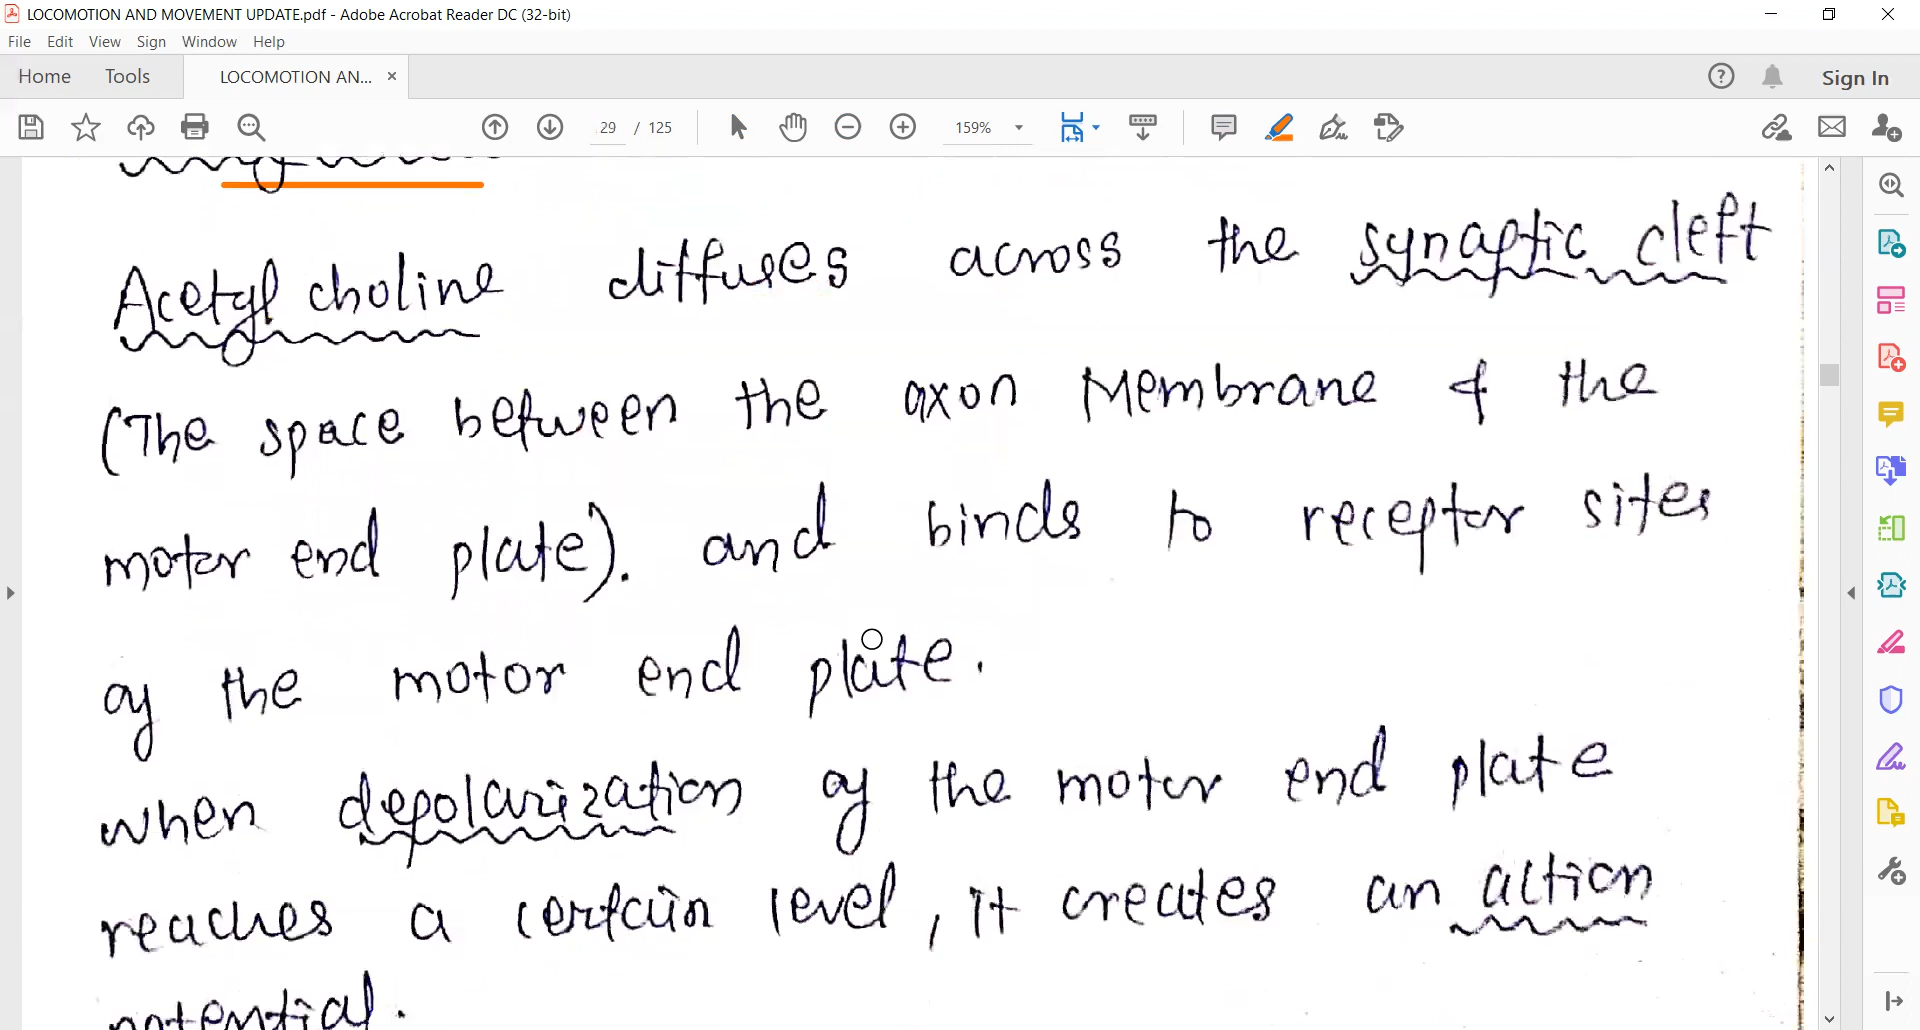 LOCOMOTION AND MOVEMENT UPDATE.pdf - Adobe Acrobat Reader DC (32-bit)
File Edit View Sign Window Help
Home Tools LOCOMOTION AN... × Sign In
29 / 125 159%
Acetyl choline diffuses across the synaptic cleft
(The space between the axon Membrane & the
motor end plate). and binds to receptor sites
of the motor end plate.
when depolarization of the motor end plate
reaches a certain level, it creates an action
potential.